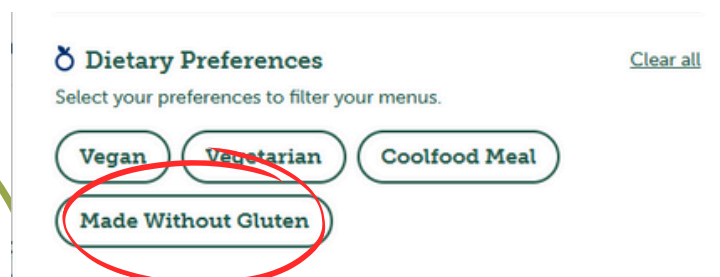 Dietary Preferences Clear all
Select your preferences to filter your menus.
Vegan Vegetarian Coolfood Meal
Made Without Gluten